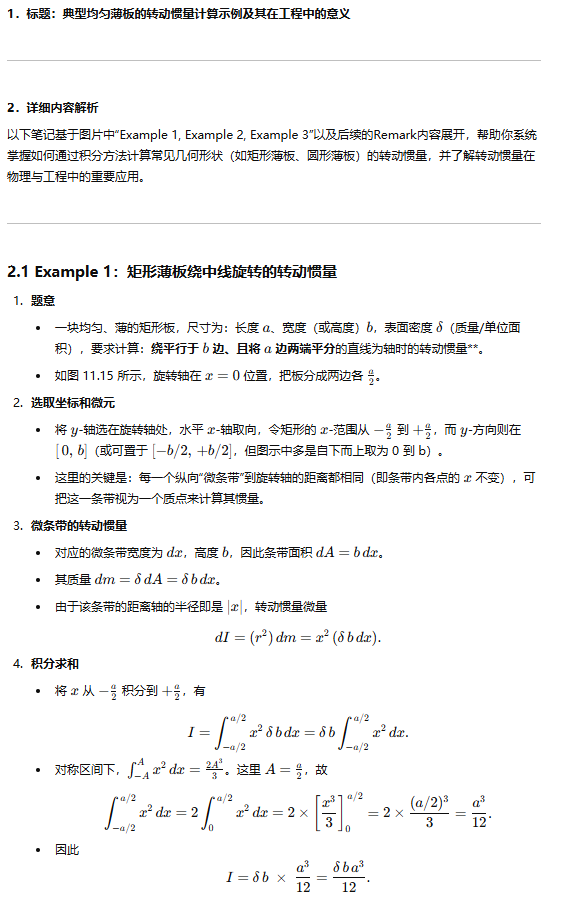 1. 标题：典型均匀薄板的转动惯量计算示例及其在工程中的意义
2. 详细内容解析
以下笔记基于图片中“Example 1, Example 2, Example 3”以及后续的Remark内容展开，帮助你系统
掌握如何通过积分方法计算常见几何形状（如矩形薄板、圆形薄板）的转动惯量，并了解转动惯量在
物理与工程中的重要应用。
2.1 Example 1：矩形薄板绕中线旋转的转动惯量
1. 题意
• 一块均匀、薄的矩形板，尺寸为：长度 a、宽度（或高度）b，表面密度 δ（质量/单位面
积），要求计算：绕平行于 b 边、且将 a 边两端平分的直线为轴时的转动惯量**。
• 如图 11.15 所示，旋转轴在 x = 0 位置，把板分成两边各 a/2。
2. 选取坐标和微元
• 将 y-轴选在旋转轴处，水平 x-轴取向，令矩形的 x-范围从 −a/2 到 +a/2，而 y-方向则在
[0, b]（或可置于 [−b/2, +b/2]，但图示中多是自下而上取为 0 到 b）。
• 这里的关键是：每一个纵向“微条带”到旋转轴的距离都相同（即条带内各点的 x 不变），可
把这一条带视为一个质点来计算其惯量。
3. 微条带的转动惯量
• 对应的微条带宽度为 dx，高度 b，因此条带面积 dA = b dx。
• 其质量 dm = δ dA = δ b dx。
• 由于该条带的距离轴的半径即是 |x|，转动惯量微量
dI = (r²) dm = x² (δ b dx).
4. 积分求和
• 将 x 从 −a/2 积分到 +a/2，有
I = ∫_{−a/2}^{a/2} x² δ b dx = δ b ∫_{−a/2}^{a/2} x² dx.
• 对称区间下，∫_{−A}^{A} x² dx = 2A³/3。这里 A = a/2，故
∫_{−a/2}^{a/2} x² dx = 2 ∫_0^{a/2} x² dx = 2 × [x³/3]_0^{a/2} = 2 × (a/2)³/3 = a³/12.
• 因此
I = δ b × a³/12 = δ b a³/12.